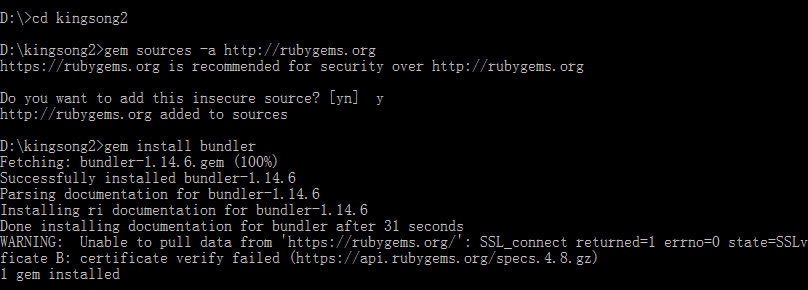 D:\>cd kingsong2
D:\kingsong2>gem sources -a http://rubygems.org
https://rubygems.org is recommended for security over http://rubygems.org
Do you want to add this insecure source? [yn]  y
http://rubygems.org added to sources
D:\kingsong2>gem install bundler
Fetching: bundler-1.14.6.gem (100%)
Successfully installed bundler-1.14.6
Parsing documentation for bundler-1.14.6
Installing ri documentation for bundler-1.14.6
Done installing documentation for bundler after 31 seconds
WARNING:  Unable to pull data from 'https://rubygems.org/': SSL_connect returned=1 errno=0 state=SSLv
ficate B: certificate verify failed (https://api.rubygems.org/specs.4.8.gz)
1 gem installed